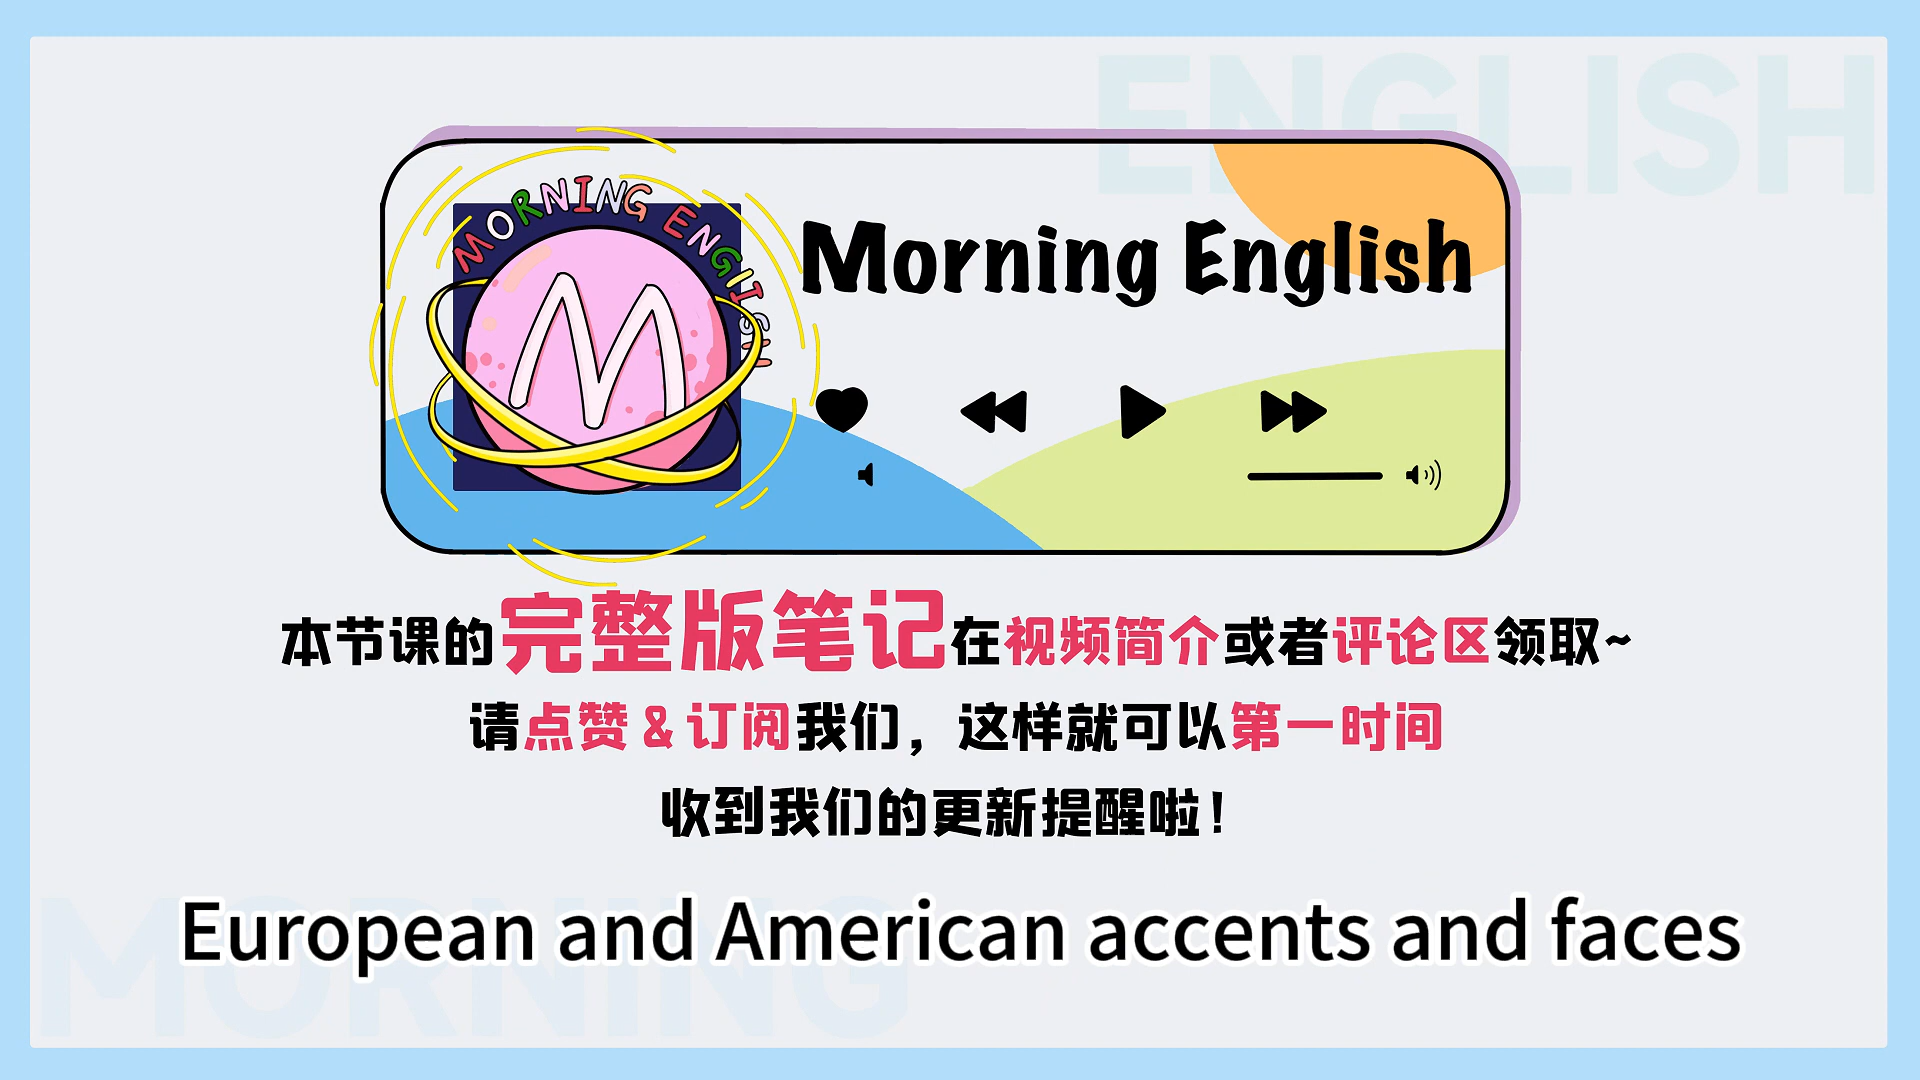 ENGLISH
MORNING ENGLISH
M
Morning English
本节课的完整版笔记在视频简介或者评论区领取~
请点赞&订阅我们，这样就可以第一时间
收到我们的更新提醒啦！
European and American accents and faces
MORNING